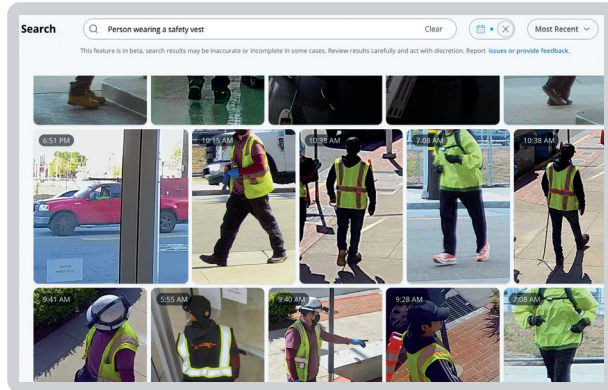 Search
Person wearing a safety vest
Clear
Most Recent
This feature is in beta, search results may be inaccurate or incomplete in some cases. Review results carefully and act with discretion. Report issues or provide feedback.
6:51 PM
10:15 AM
10:38 AM
7:08 AM
10:38 AM
9:41 AM
5:55 AM
9:40 AM
9:28 AM
7:08 AM